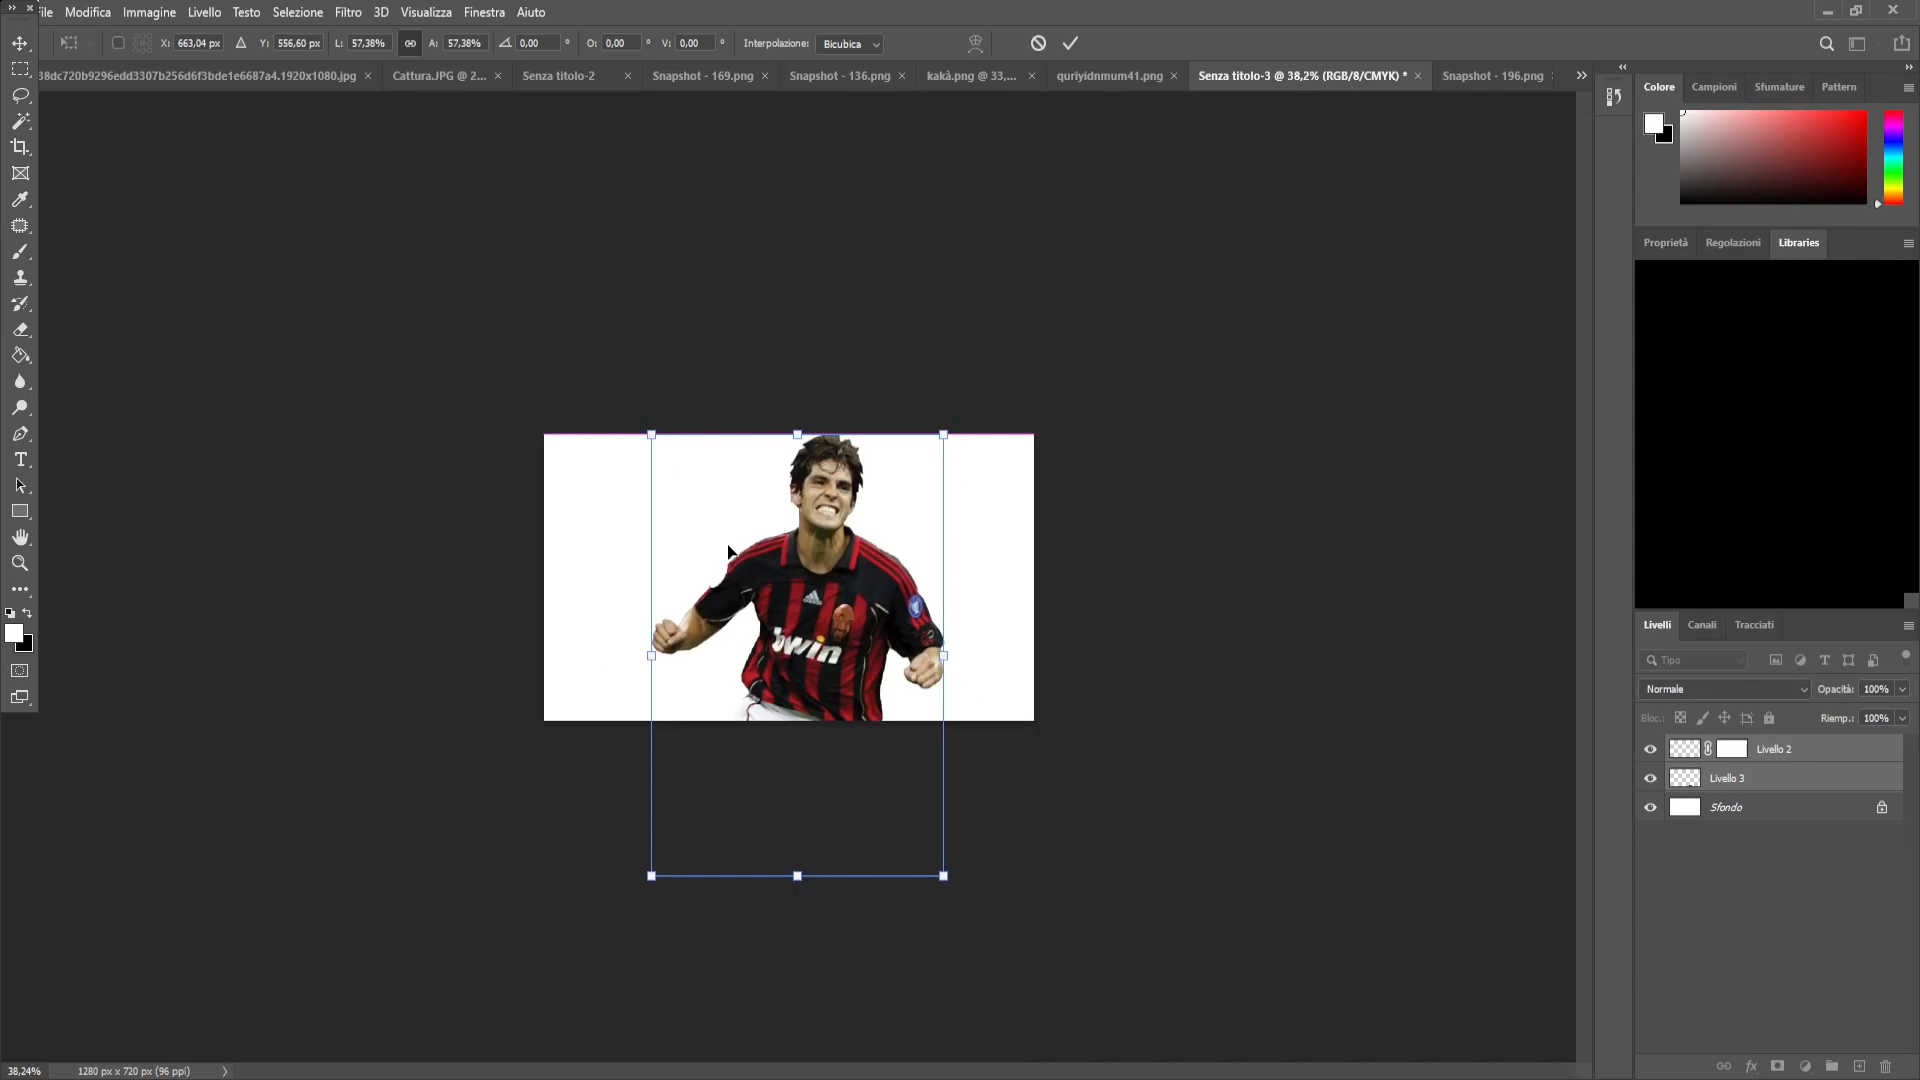 ile Modifica Immagine Livello Testo Selezione Filtro 3D Visualizza Finestra Aiuto
X: 663,04 px Y: 556,60 px L: 57,38% A: 57,38% 0,00 ° O: 0,00 ° V: 0,00 ° Interpolazione: Bicubica
38dc720b9296edd3307b256d6f3bde1e6687a4.1920x1080.jpg × Cattura.JPG @ 2... × Senza titolo-2 × Snapshot - 169.png × Snapshot - 136.png × kakà.png @ 33,... × quriyidnmum41.png × Senza titolo-3 @ 38,2% (RGB/8/CMYK) * × Snapshot - 196.png
Colore Campioni Sfumature Pattern
Proprietà Regolazioni Libraries
adidas
bwin
Livelli Canali Tracciati
Tipo
Normale Opacità: 100%
Bloc.: Riemp.: 100%
Livello 2
Livello 3
Sfondo
38,24% 1280 px x 720 px (96 ppi)